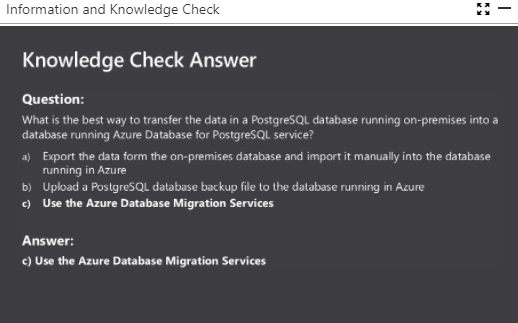 Information and Knowledge Check
Knowledge Check Answer
Question:
What is the best way to transfer the data in a PostgreSQL database running on-premises into a
database running Azure Database for PostgreSQL service?
a) Export the data form the on-premises database and import it manually into the database
running in Azure
b) Upload a PostgreSQL database backup file to the database running in Azure
c) Use the Azure Database Migration Services
Answer:
c) Use the Azure Database Migration Services